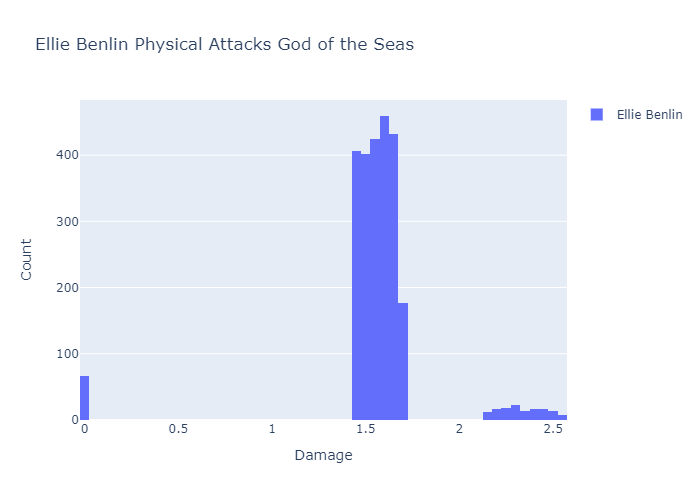 Ellie Benlin Physical Attacks God of the Seas
Ellie Benlin
400
300
200
100
0
Count
0
0.5
1
1.5
2
2.5
Damage